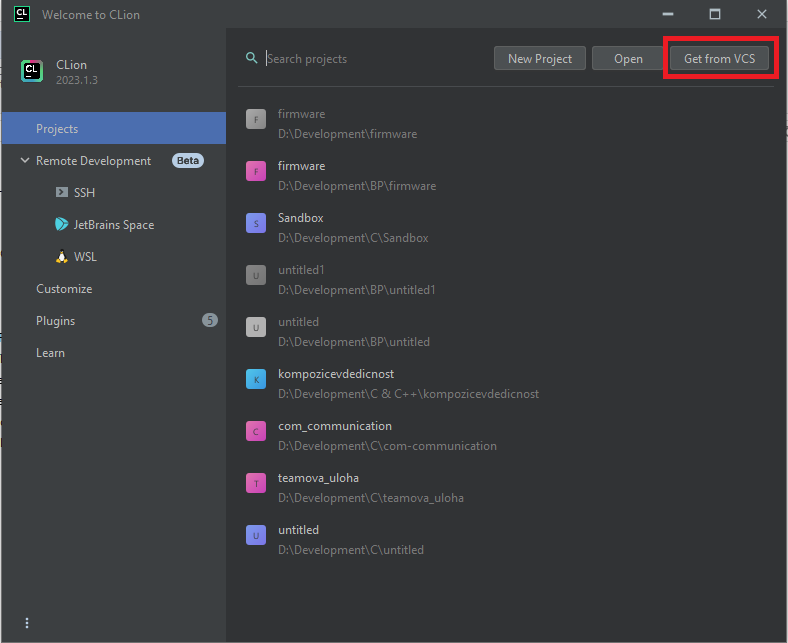 CL
Welcome to CLion
CL
CLion
2023.1.3
Projects
Remote Development Beta
SSH
JetBrains Space
WSL
Customize
Plugins 5
Learn
Search projects
New Project
Open
Get from VCS
F
firmware
D:\Development\firmware
F
firmware
D:\Development\BP\firmware
S
Sandbox
D:\Development\C\Sandbox
U
untitled1
D:\Development\BP\untitled1
U
untitled
D:\Development\BP\untitled
K
kompozicevdedicnost
D:\Development\C & C++\kompozicevdedicnost
C
com_communication
D:\Development\C\com-communication
T
teamova_uloha
D:\Development\C\teamova_uloha
U
untitled
D:\Development\C\untitled